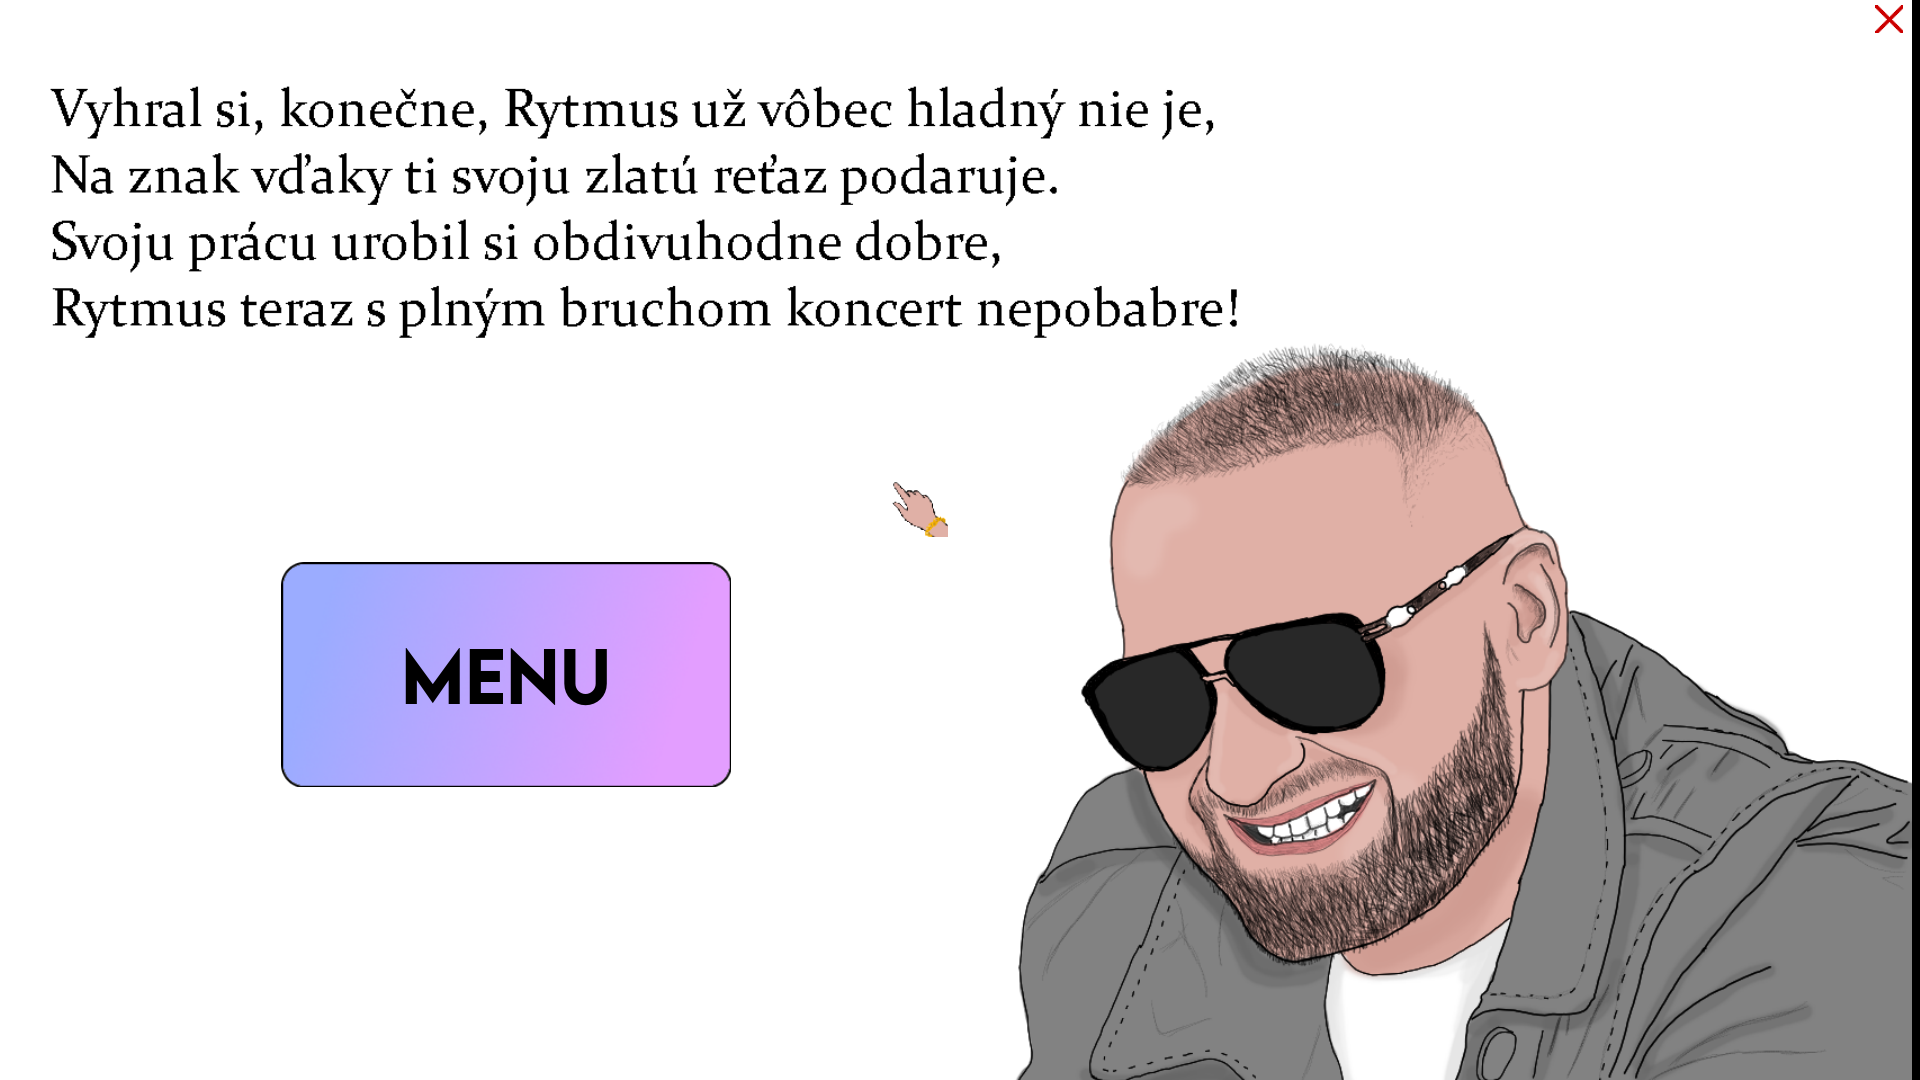 Vyhral si, konečne, Rytmus už vôbec hladný nie je,
Na znak vďaky ti svoju zlatú reťaz podaruje.
Svoju prácu urobil si obdivuhodne dobre,
Rytmus teraz s plným bruchom koncert nepobabre!
MENU